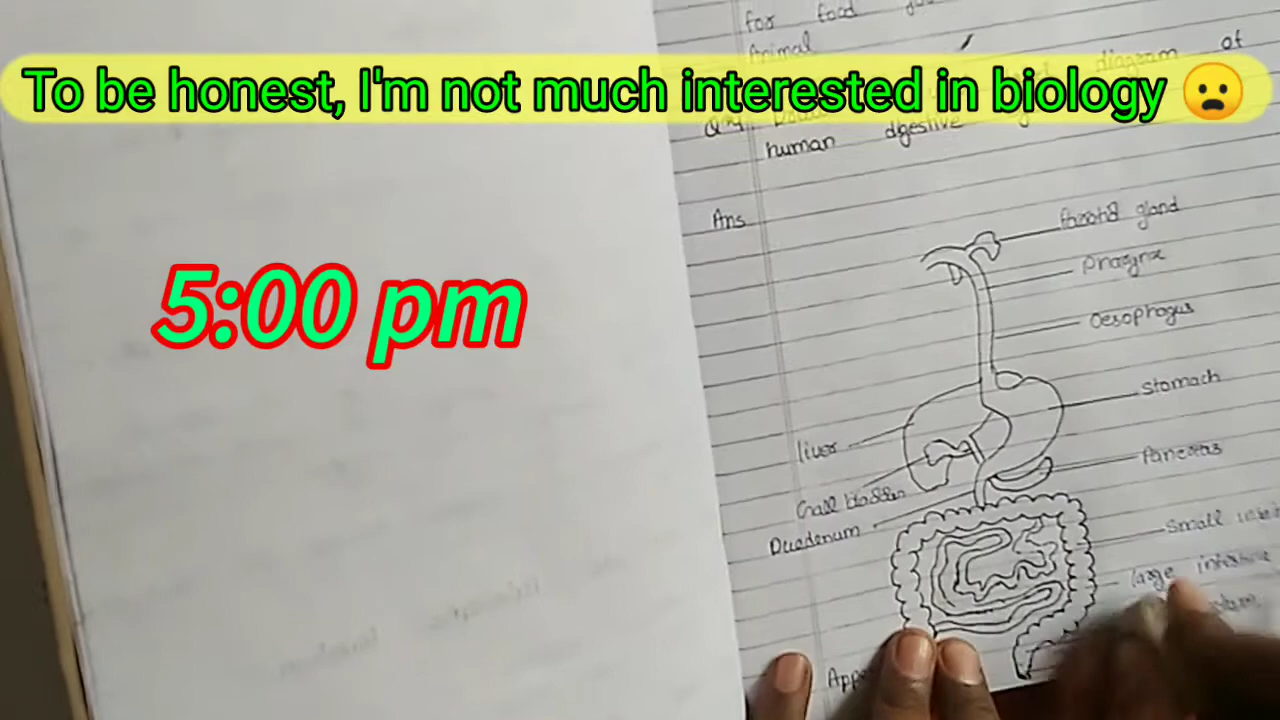 for food
Animal
To be honest, I'm not much interested in biology 😦
diagram of
human digestive
Ans
Parotid gland
Pharynx
5:00 pm
Oesophagus
Stomach
liver
Pancreas
Gall bladder
Small
Duodenum
large intestine